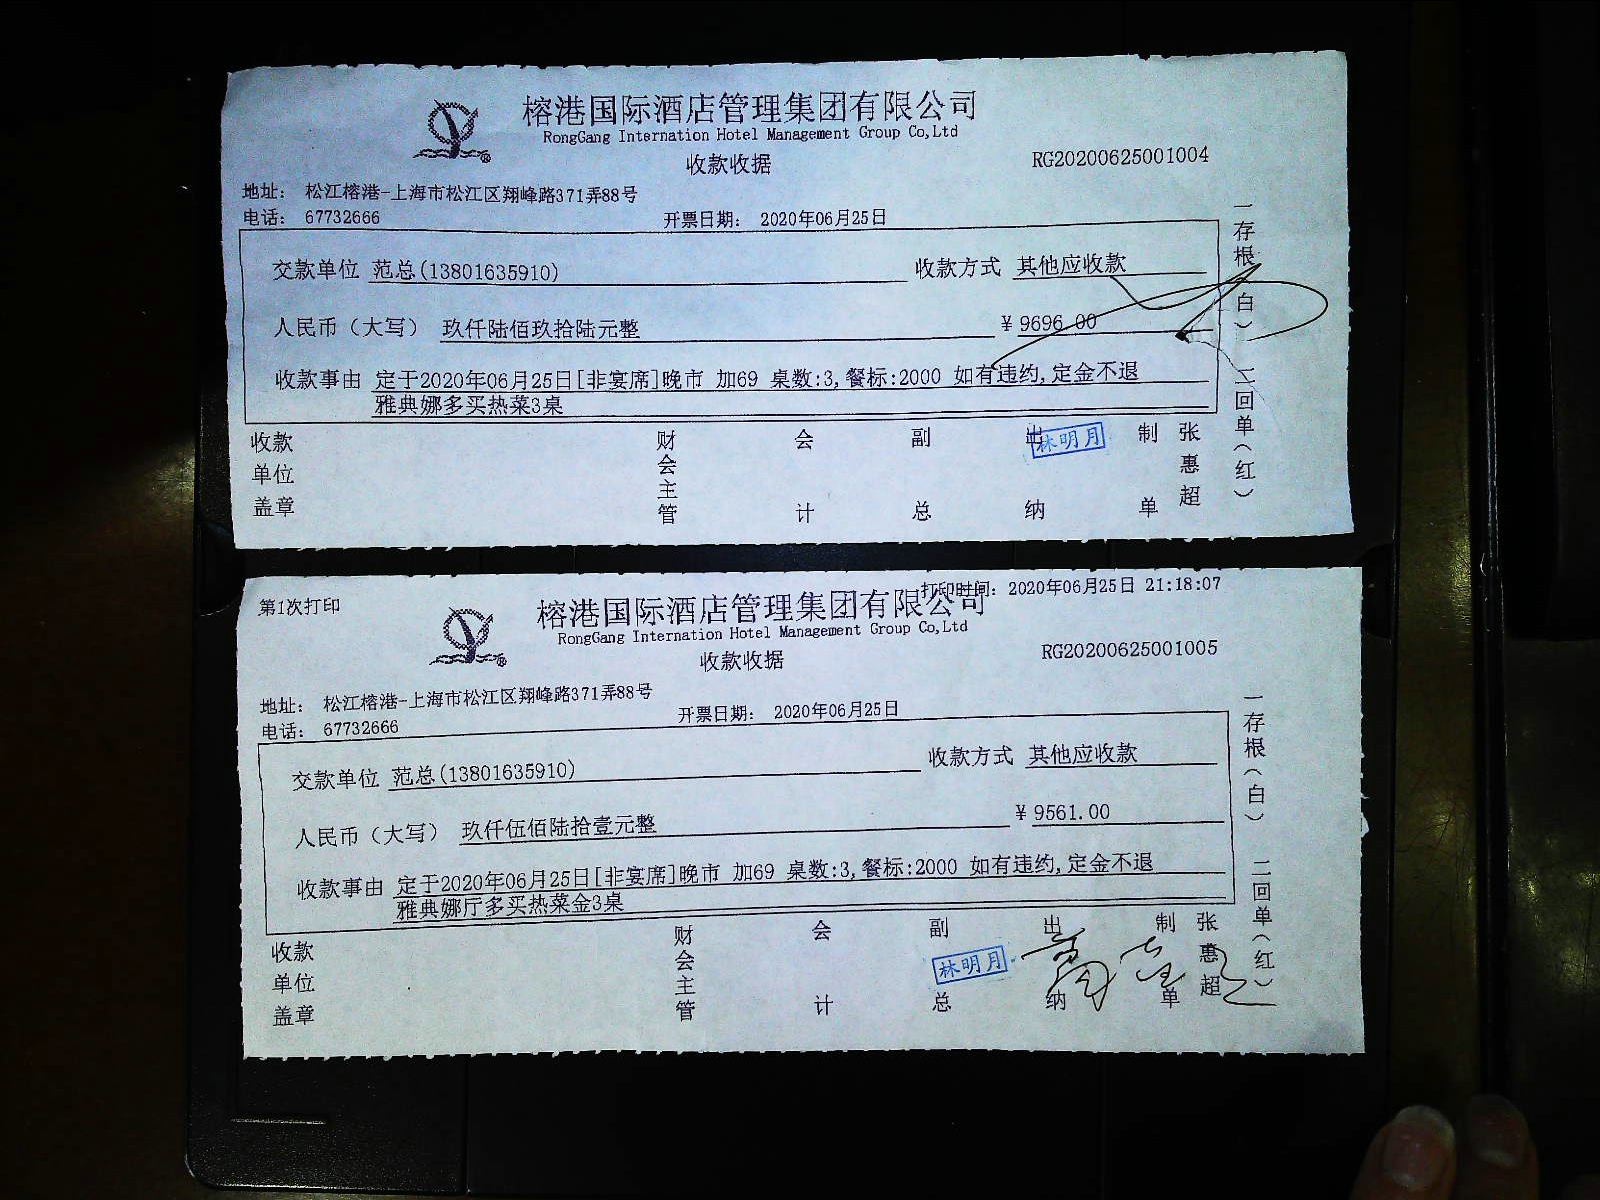 榕港国际酒店管理集团有限公司
RongGang Internation Hotel Management Group Co,Ltd
收款收据
RG20200625001004
地址： 松江榕港-上海市松江区翔峰路371弄88号
电话： 67732666
开票日期： 2020年06月25日
交款单位 范总(13801635910)
收款方式 其他应收款
人民币（大写） 玖仟陆佰玖拾陆元整
¥ 9696.00
收款事由 定于2020年06月25日[非宴席]晚市 加69 桌数:3,餐标:2000 如有违约,定金不退
雅典娜多买热菜3桌
一存根（白） 二回单（红）
收款单位盖章
财会主管
会计
副总
出纳
林明月
制单
张惠超
第1次打印
打印时间： 2020年06月25日 21:18:07
榕港国际酒店管理集团有限公司
RongGang Internation Hotel Management Group Co,Ltd
收款收据
RG20200625001005
地址： 松江榕港-上海市松江区翔峰路371弄88号
电话： 67732666
开票日期： 2020年06月25日
交款单位 范总(13801635910)
收款方式 其他应收款
人民币（大写） 玖仟伍佰陆拾壹元整
¥ 9561.00
收款事由 定于2020年06月25日[非宴席]晚市 加69 桌数:3,餐标:2000 如有违约,定金不退
雅典娜厅多买热菜金3桌
一存根（白） 二回单（红）
收款单位盖章
财会主管
会计
副总
林明月
出纳
制单
张惠超